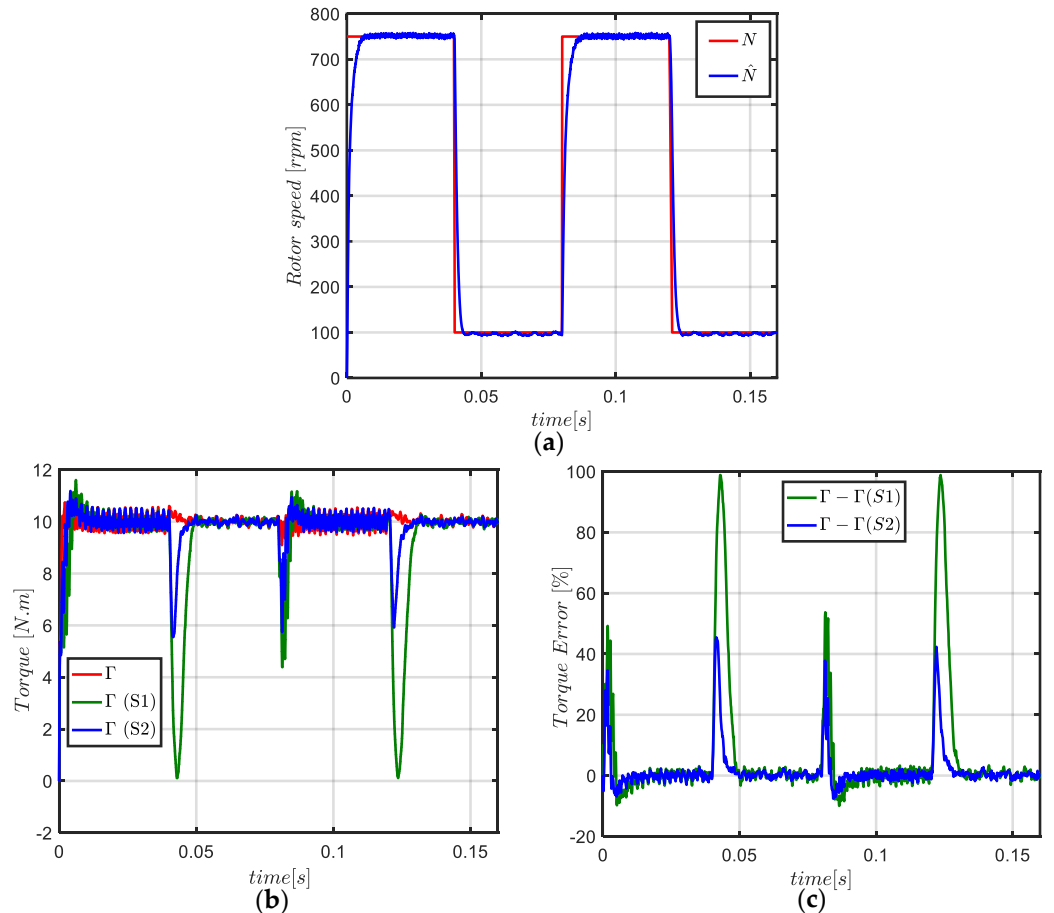 800
700
600
500
400
300
200
100
0
Rotor speed [rpm]
N
N̂
0
0.05
0.1
0.15
time[s]
(a)
12
10
8
6
4
2
0
-2
Torque [N.m]
Γ
Γ (S1)
Γ (S2)
0
0.05
0.1
0.15
time[s]
(b)
100
80
60
40
20
0
-20
Torque Error [%]
Γ − Γ(S1)
Γ − Γ(S2)
0
0.05
0.1
0.15
time[s]
(c)